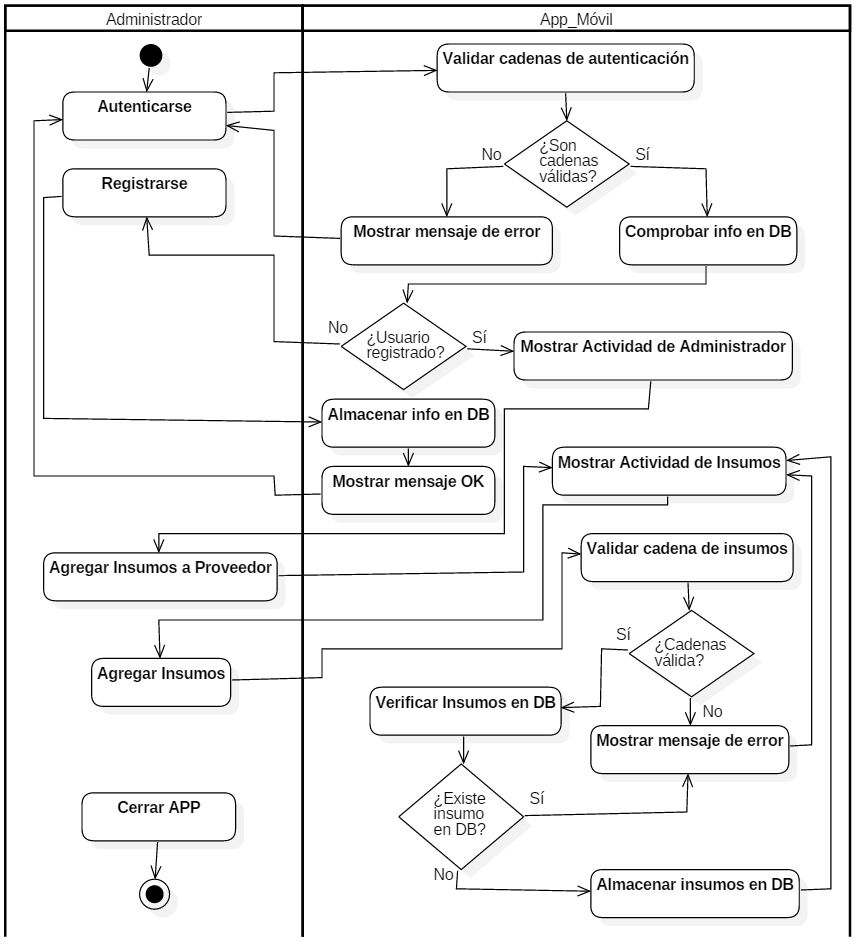 Administrador
App_Móvil
Validar cadenas de autenticación
Autenticarse
¿Son
cadenas
válidas?
No
Sí
Registrarse
Mostrar mensaje de error
Comprobar info en DB
No
¿Usuario
registrado?
Sí
Mostrar Actividad de Administrador
Almacenar info en DB
Mostrar Actividad de Insumos
Mostrar mensaje OK
Validar cadena de insumos
Agregar Insumos a Proveedor
Sí
¿Cadenas
válida?
Agregar Insumos
Verificar Insumos en DB
No
Mostrar mensaje de error
Cerrar APP
¿Existe
insumo
en DB?
Sí
No
Almacenar insumos en DB